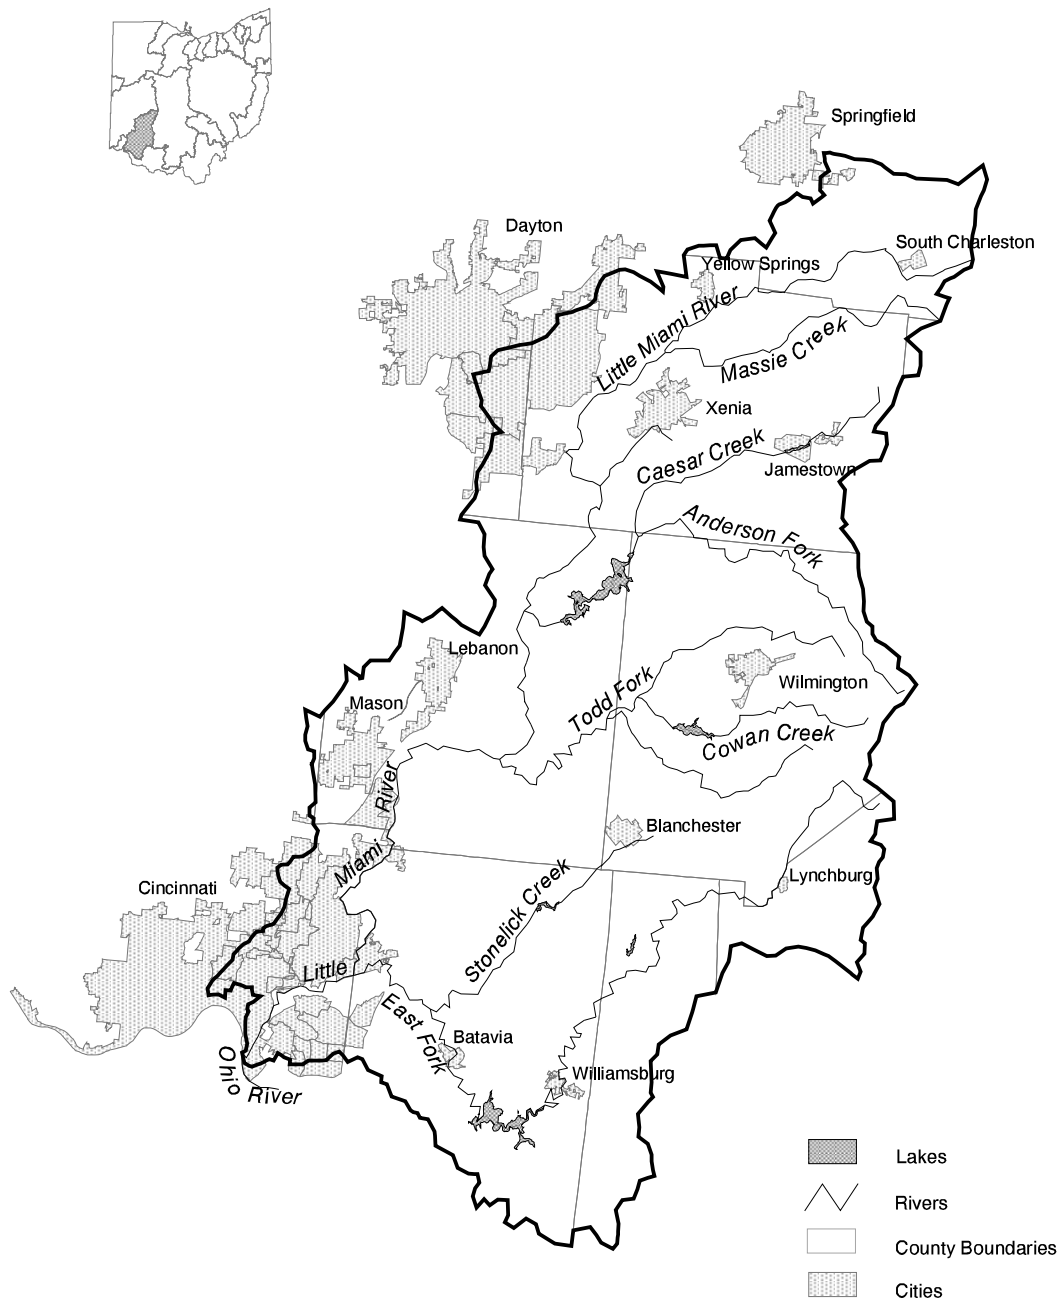 Springfield
Dayton
South Charleston
Yellow Springs
Little Miami River
Massie Creek
Xenia
Caesar Creek
Jamestown
Anderson Fork
Lebanon
Todd Fork
Wilmington
Mason
Cowan Creek
River
Blanchester
Miami
Lynchburg
Cincinnati
Stonelick Creek
Little
East Fork
Batavia
Ohio River
Williamsburg
Lakes
Rivers
County Boundaries
Cities